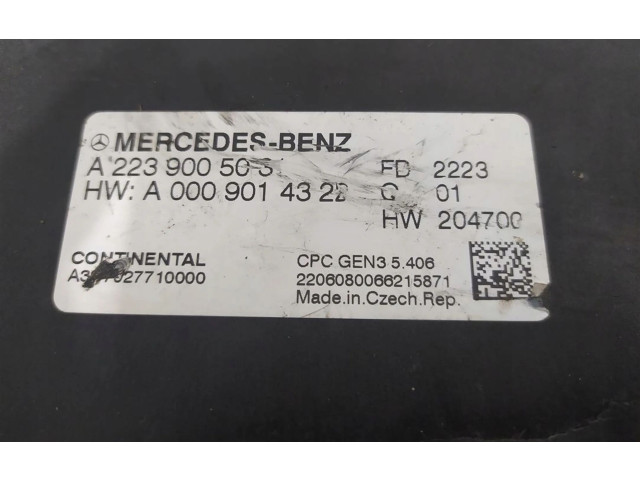 MERCEDES-BENZ
A 223 900
FD 2223
HW: A 000 901 43
01
HW 204700
CONTINENTAL
CPC GEN3 5.406
2206080066215871
Made.in.Czech.Rep.